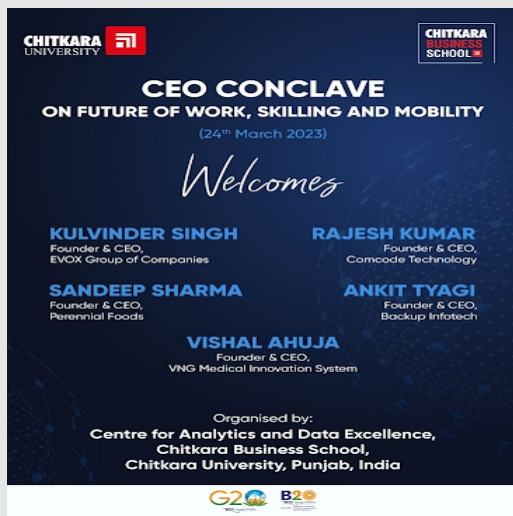 CHITKARA
UNIVERSITY
CHITKARA
BUSINESS
SCHOOL
CEO CONCLAVE
ON FUTURE OF WORK, SKILLING AND MOBILITY
(24th March 2023)
Welcomes
KULVINDER SINGH
Founder & CEO,
EVOX Group of Companies
RAJESH KUMAR
Founder & CEO,
Comcode Technology
SANDEEP SHARMA
Founder & CEO,
Perennial Foods
ANKIT TYAGI
Founder & CEO,
Backup Infotech
VISHAL AHUJA
Founder & CEO,
VNG Medical Innovation System
Organised by:
Centre for Analytics and Data Excellence,
Chitkara Business School,
Chitkara University, Punjab, India
G20
B20